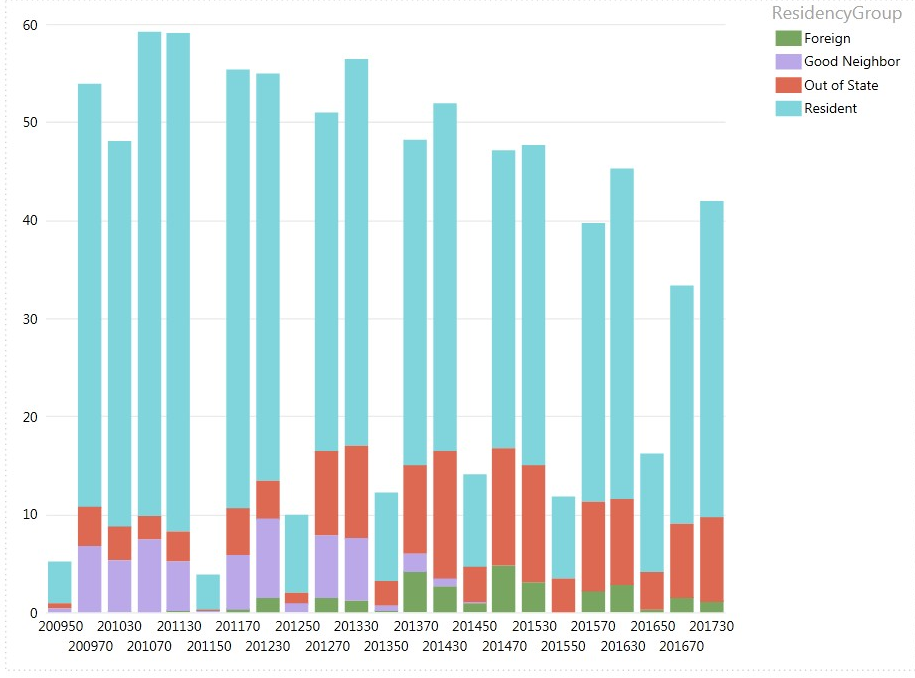 ResidencyGroup
Foreign
Good Neighbor
Out of State
Resident
60
50
40
30
20
10
0
200950 201030 201130 201170 201250 201330 201370 201450 201530 201570 201650 201730
200970 201070 201150 201230 201270 201350 201430 201470 201550 201630 201670